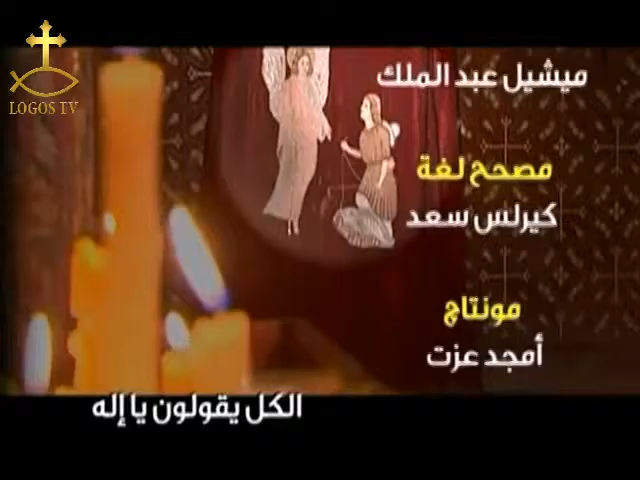 LOGOS TV
ميشيل عبد الملك
مصحح لغة
كيرلس سعد
مونتاج
أمجد عزت
الكل يقولون يا إله